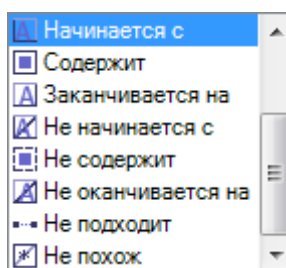 Начинается с
Содержит
Заканчивается на
Не начинается с
Не содержит
Не оканчивается на
Не подходит
Не похож